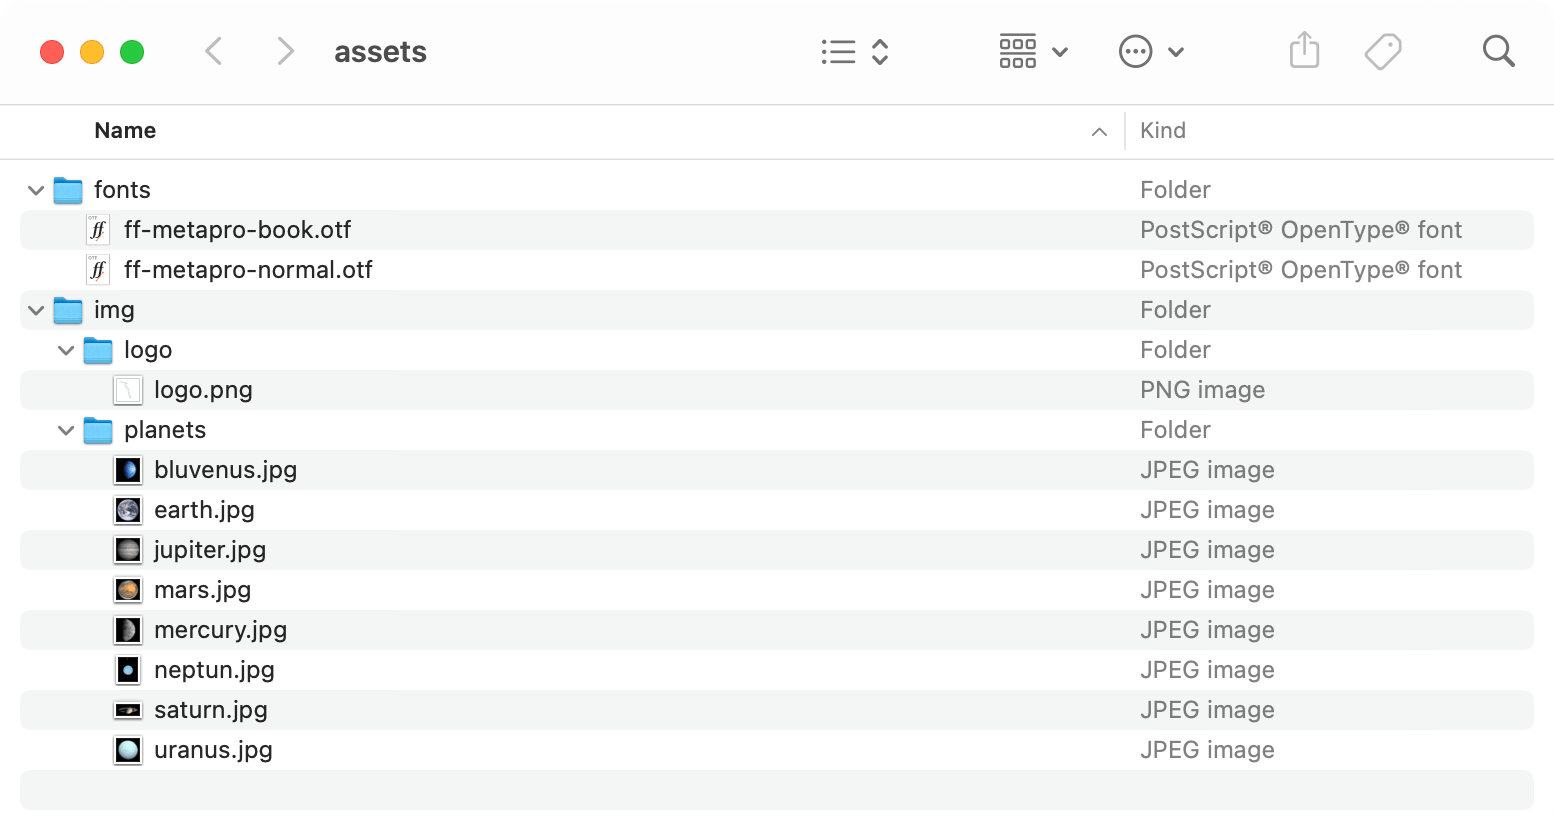 assets
Name Kind
fonts Folder
ff-metapro-book.otf PostScript® OpenType® font
ff-metapro-normal.otf PostScript® OpenType® font
img Folder
logo Folder
logo.png PNG image
planets Folder
bluvenus.jpg JPEG image
earth.jpg JPEG image
jupiter.jpg JPEG image
mars.jpg JPEG image
mercury.jpg JPEG image
neptun.jpg JPEG image
saturn.jpg JPEG image
uranus.jpg JPEG image